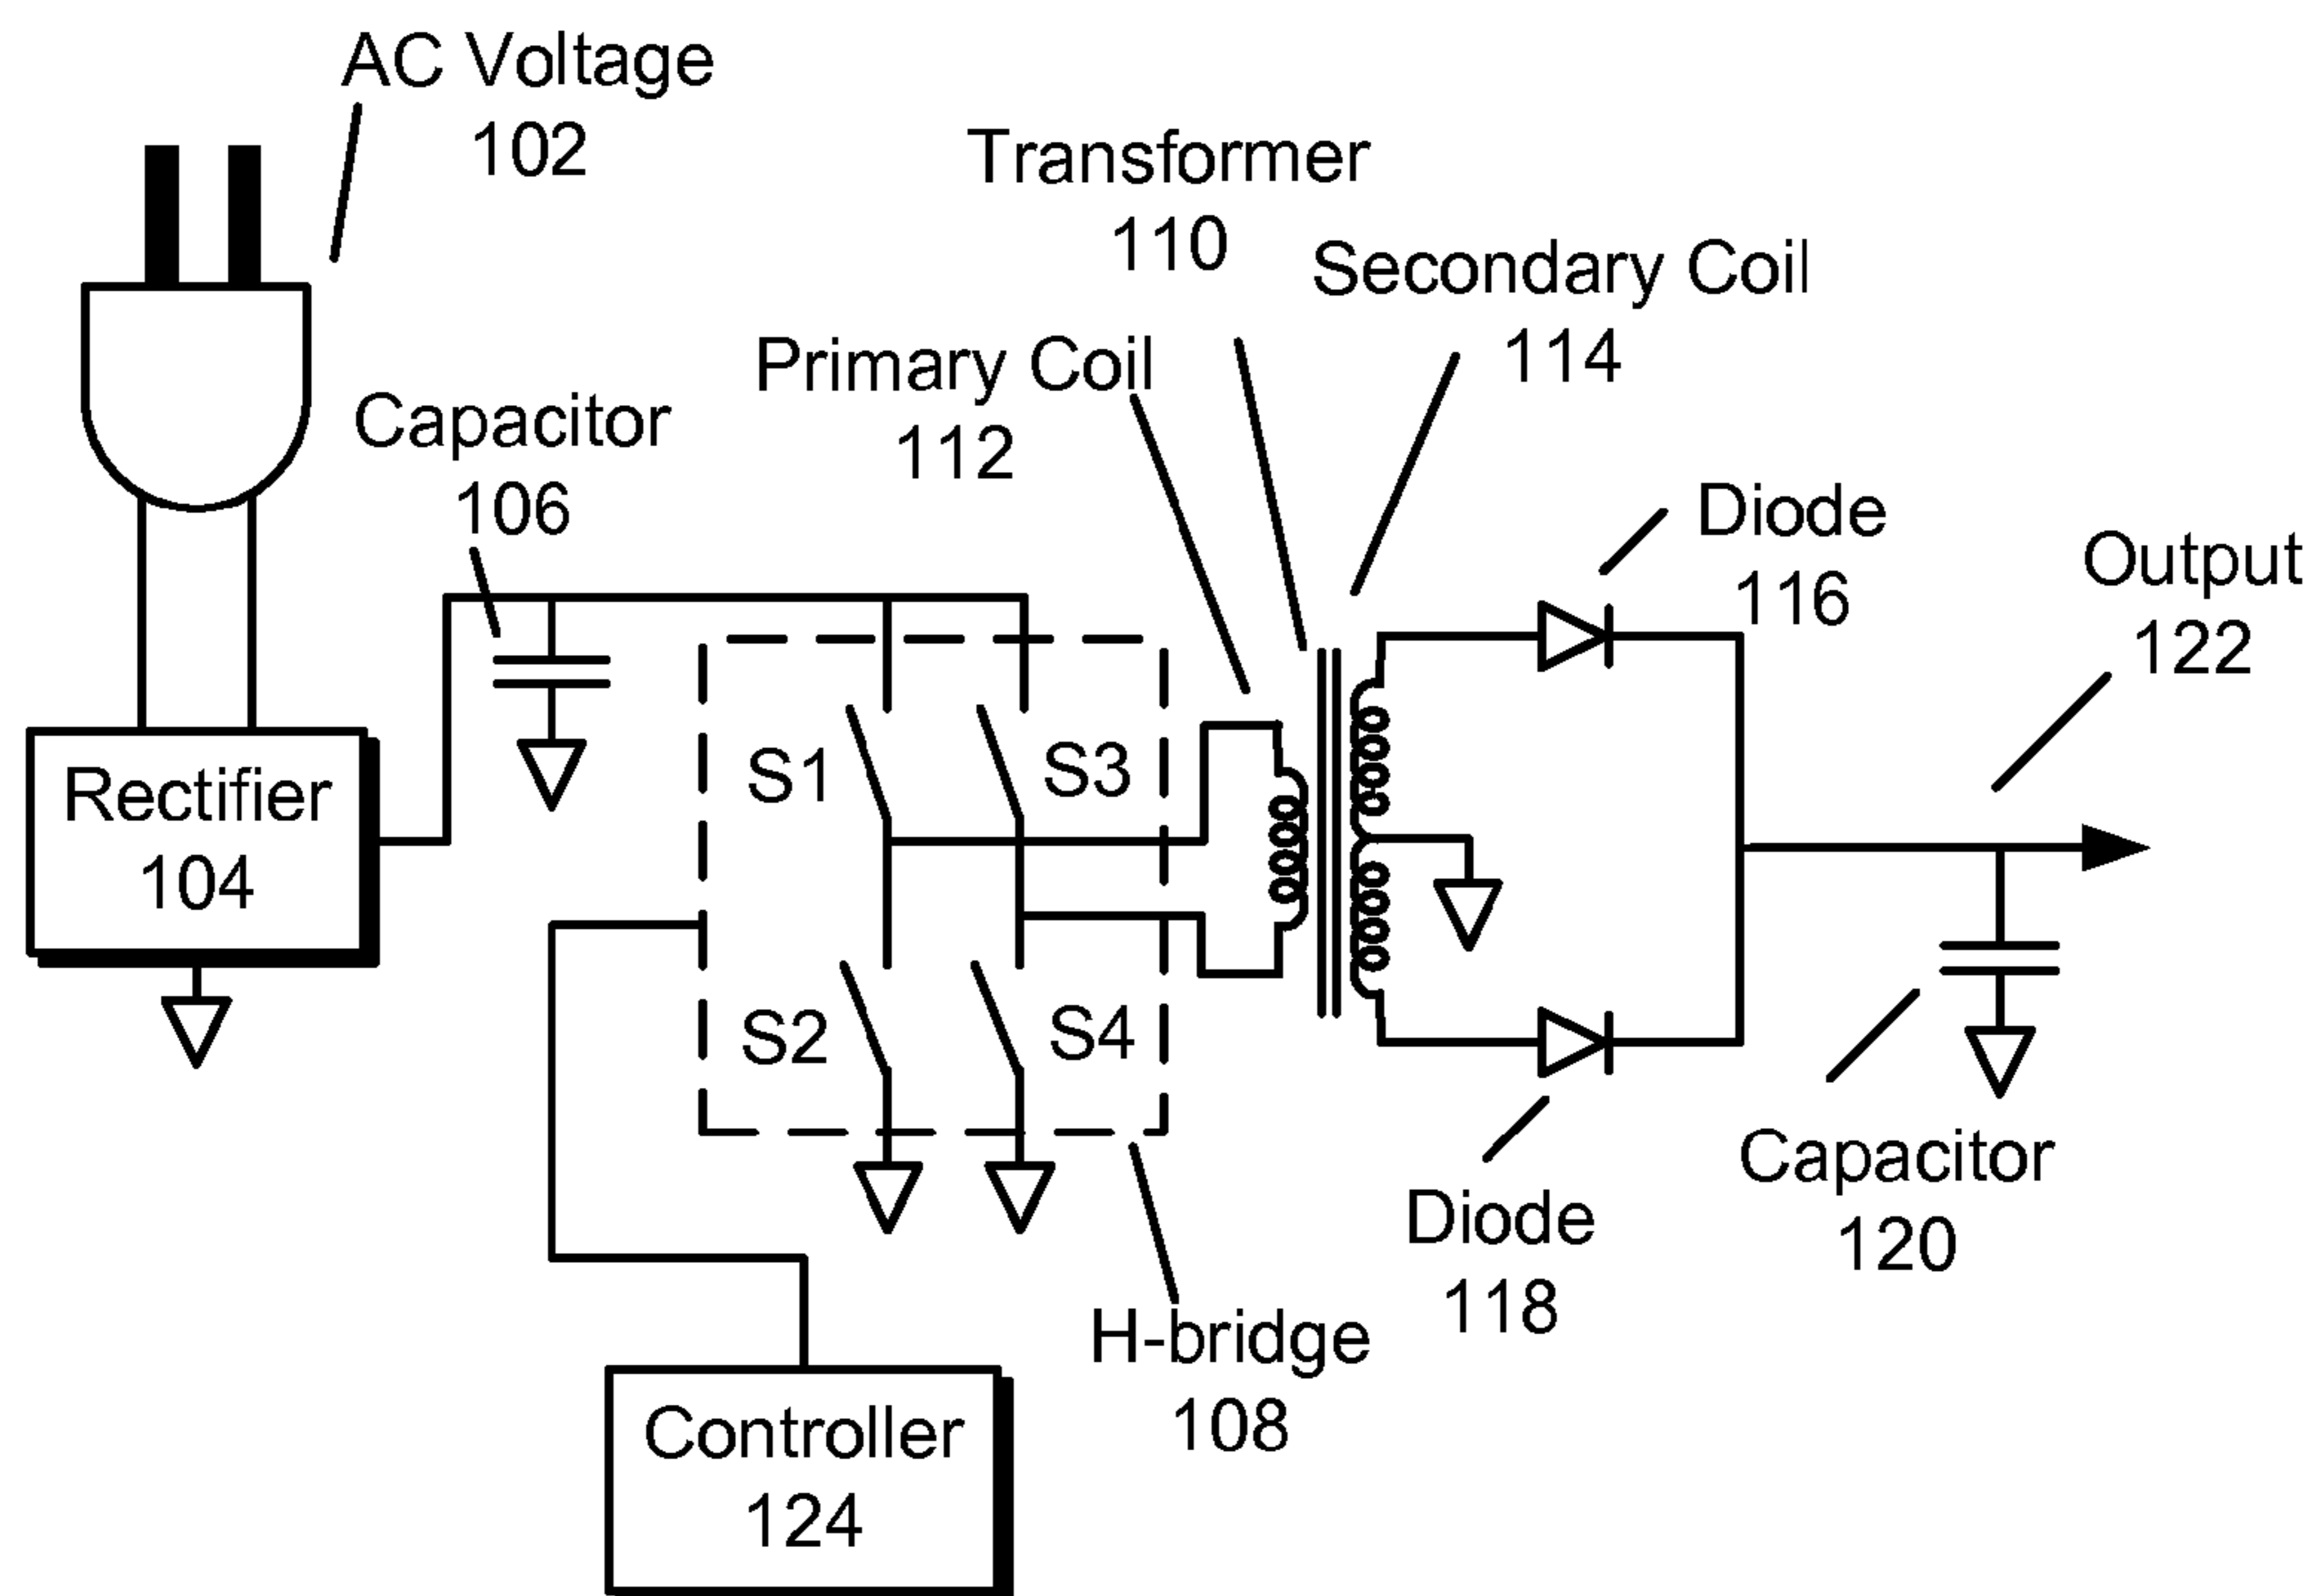 AC Voltage
102
Transformer
110
Secondary Coil
114
Primary Coil
112
Capacitor
106
Diode
116
Output
122
Rectifier
104
S1
S3
S2
S4
Capacitor
120
Diode
118
H-bridge
108
Controller
124